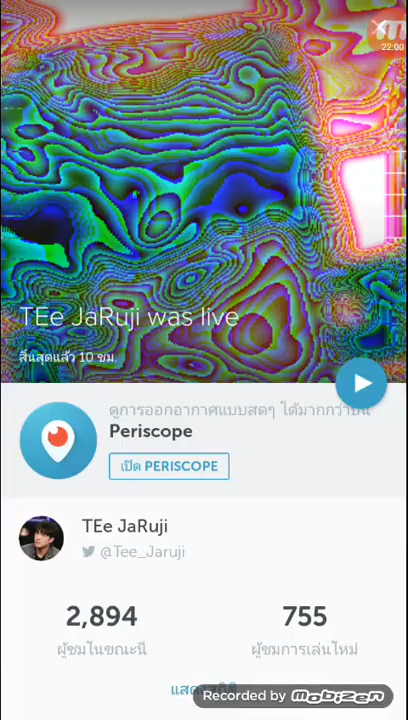 22:00
TEe JaRuji was live
สิ้นสุดแล้ว 10 ชม.
ดูการออกอากาศแบบสดๆ ได้มากกว่าบน
Periscope
เปิด PERISCOPE
TEe JaRuji
@Tee_Jaruji
2,894
755
ผู้ชมในขณะนี้
ผู้ชมการเล่นใหม่
Recorded by mobizen